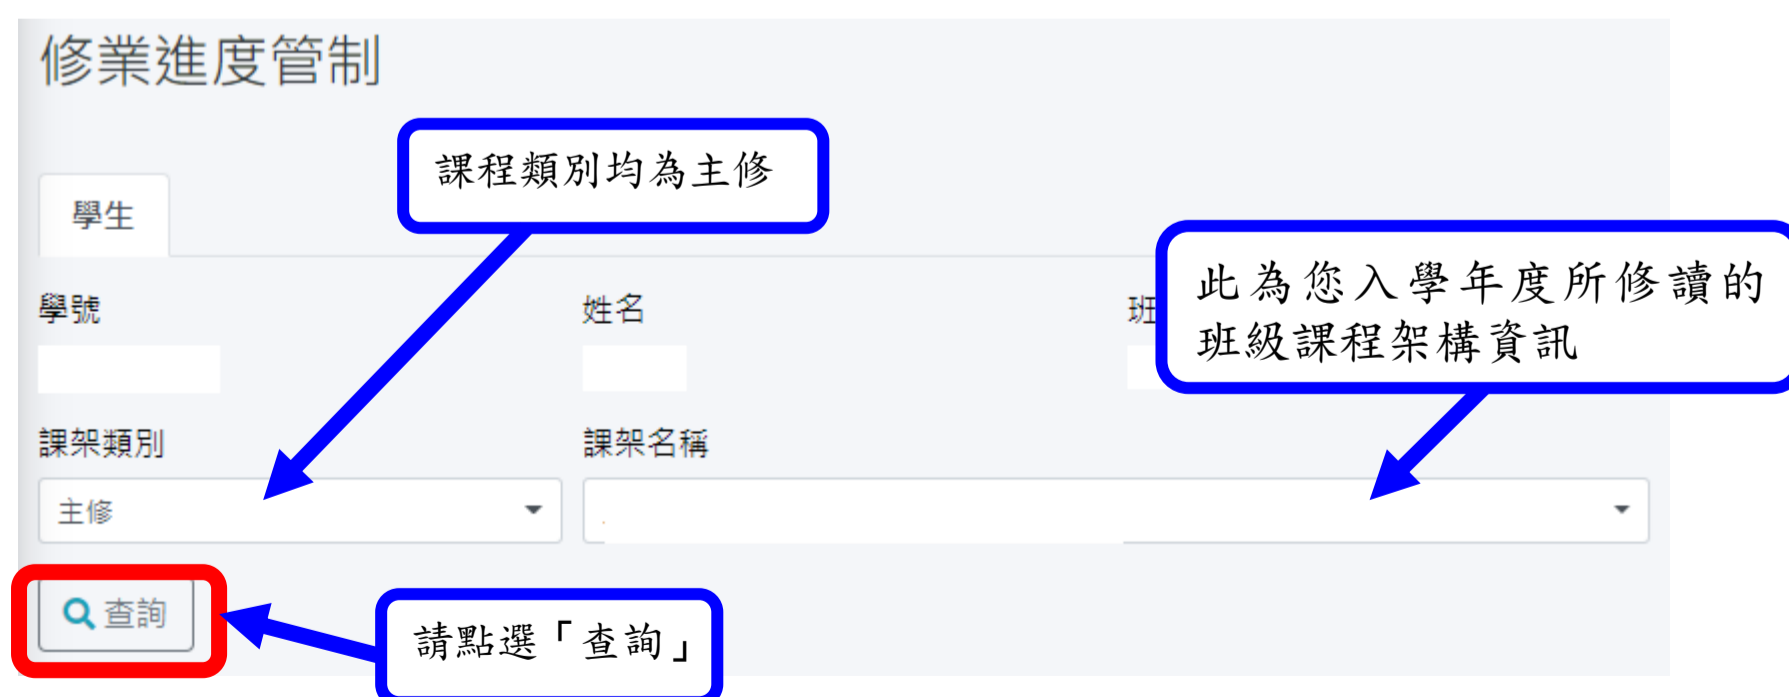 修業進度管制
課程類別均為主修
學生
此為您入學年度所修讀的
班級課程架構資訊
學號
姓名
班
課架類別
課架名稱
主修
查詢
請點選「查詢」